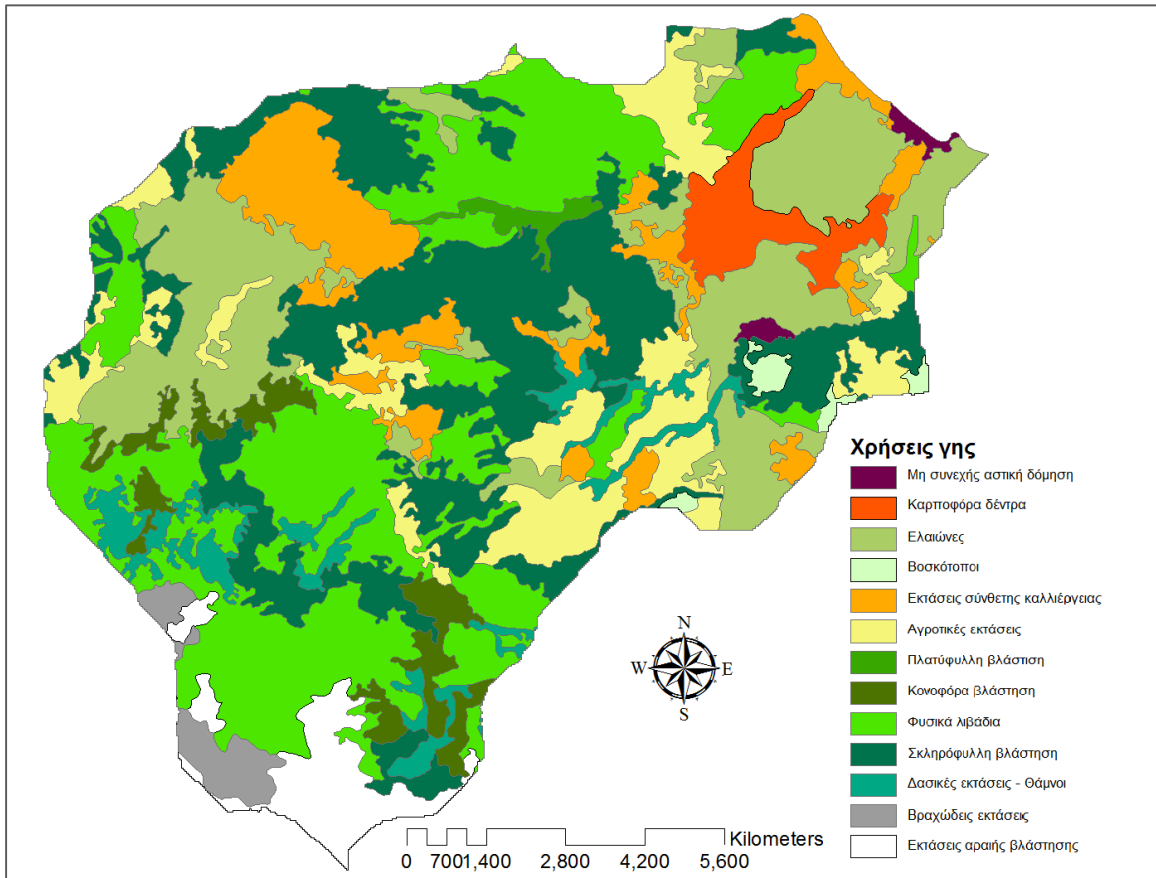 Χρήσεις γης
Μη συνεχής αστική δόμηση
Καρποφόρα δέντρα
Ελαιώνες
Βοσκότοποι
Εκτάσεις σύνθετης καλλιέργειας
Αγροτικές εκτάσεις
Πλατύφυλλη βλάστιση
Κονοφόρα βλάστηση
Φυσικά λιβάδια
Σκληρόφυλλη βλάστηση
Δασικές εκτάσεις - Θάμνοι
Βραχώδεις εκτάσεις
Εκτάσεις αραιής βλάστησης
N
W E
S
Kilometers
0 700 1,400 2,800 4,200 5,600